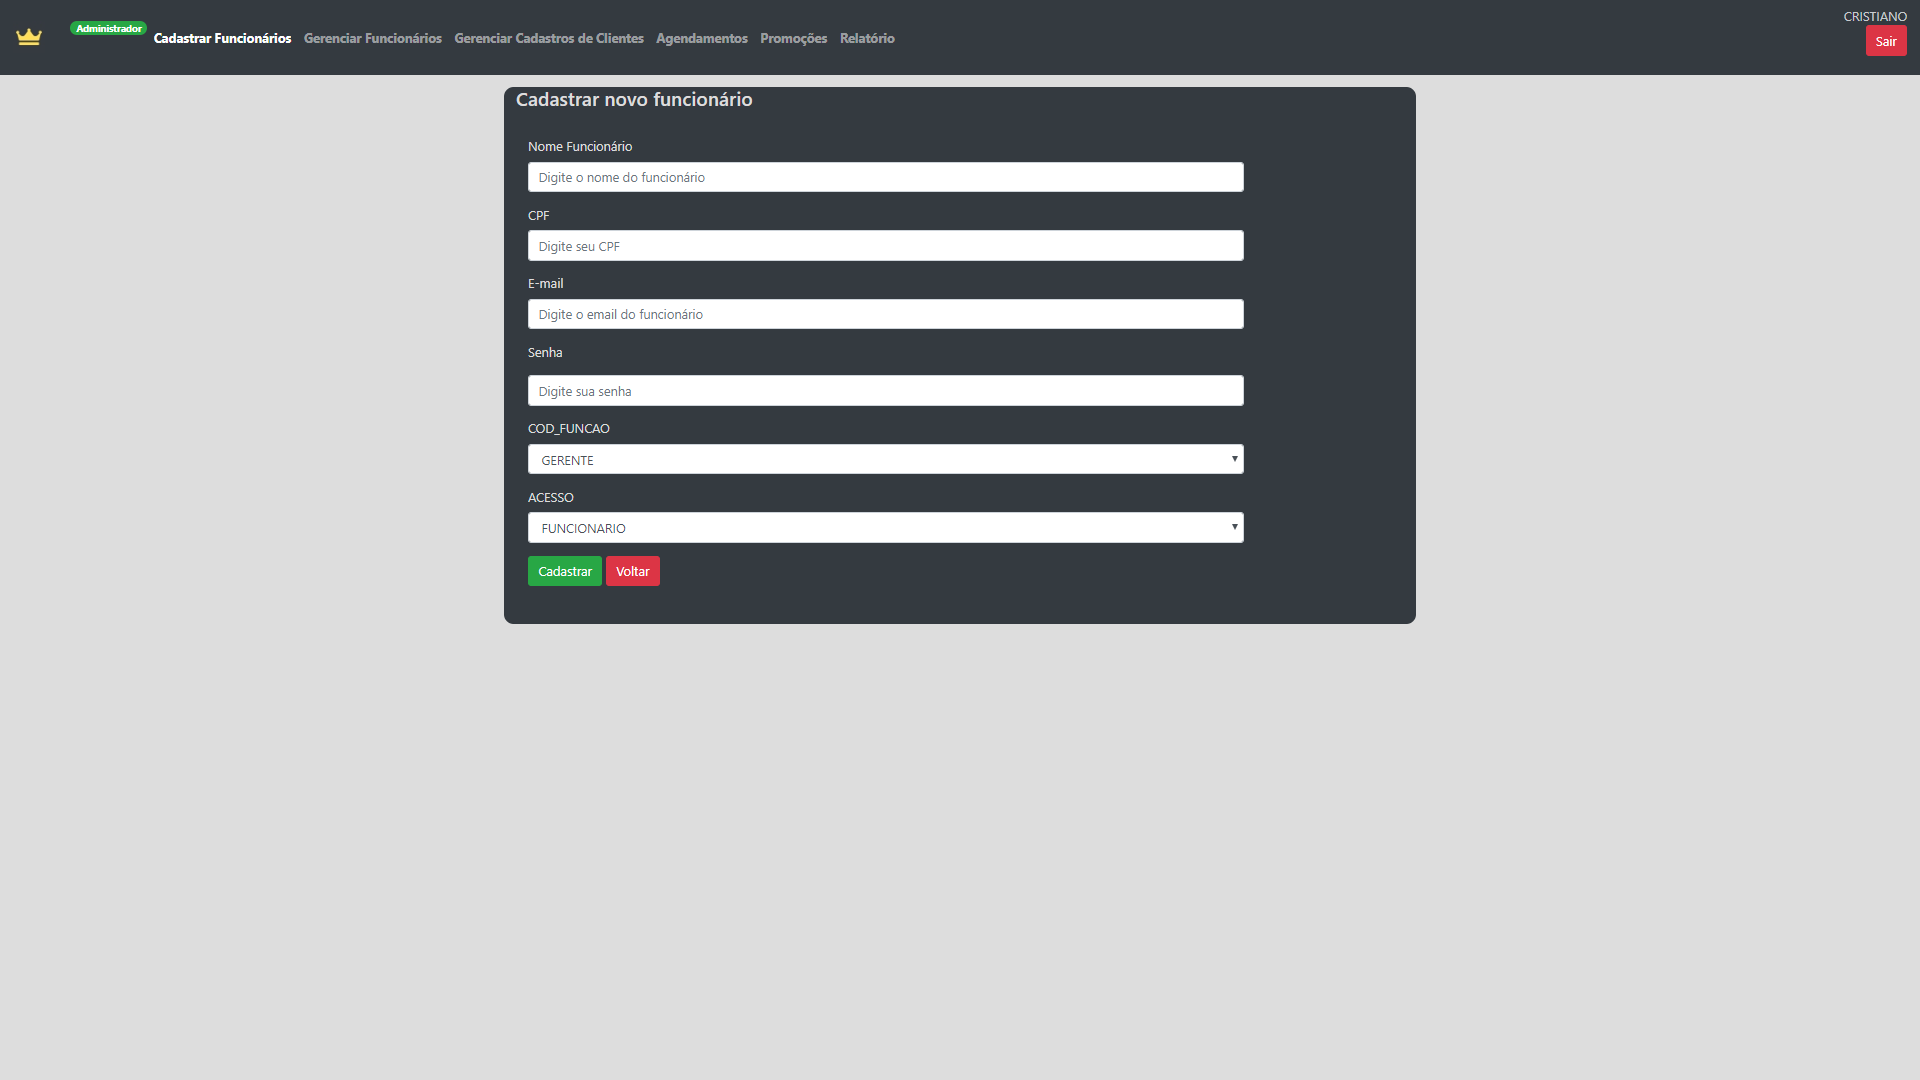 Administrador
Cadastrar Funcionários Gerenciar Funcionários Gerenciar Cadastros de Clientes Agendamentos Promoções Relatório
CRISTIANO
Sair
Cadastrar novo funcionário
Nome Funcionário
Digite o nome do funcionário
CPF
Digite seu CPF
E-mail
Digite o email do funcionário
Senha
Digite sua senha
COD_FUNCAO
GERENTE
ACESSO
FUNCIONARIO
Cadastrar Voltar